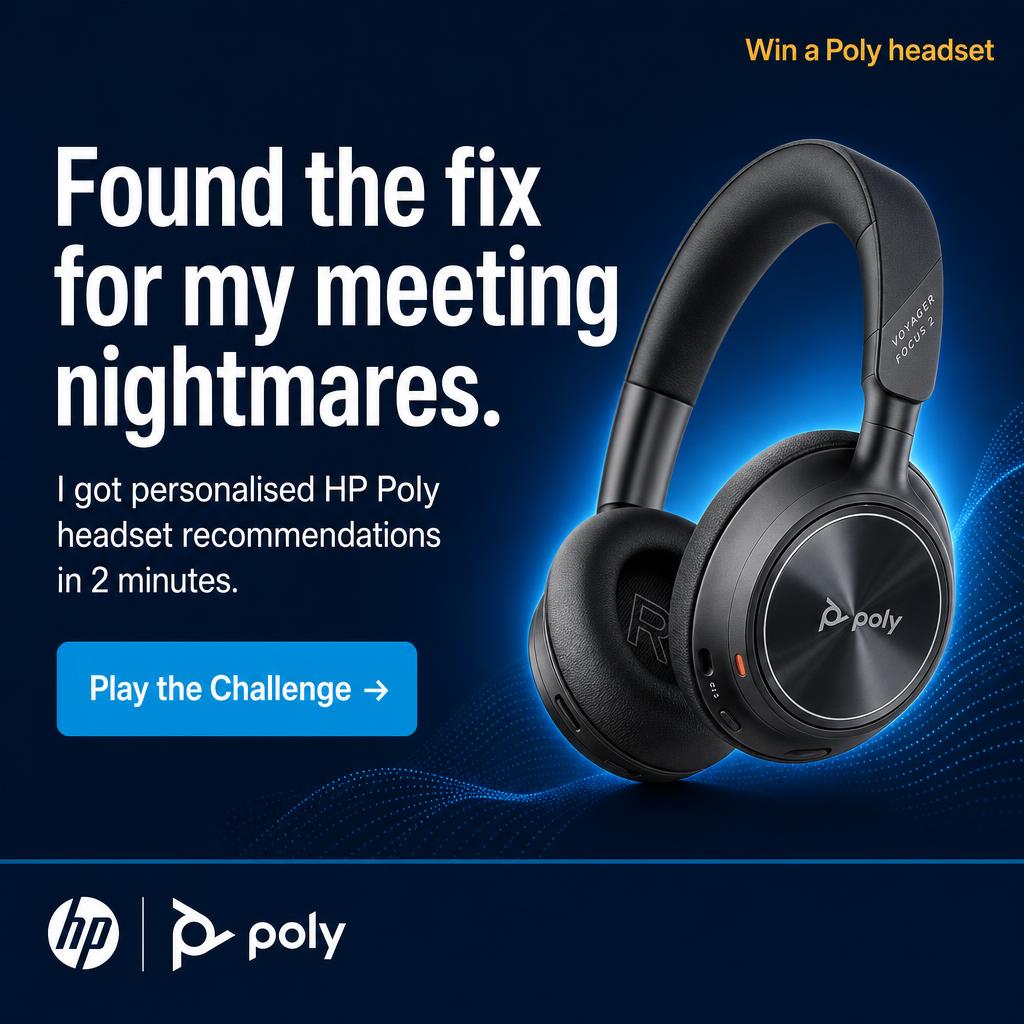 Win a Poly headset
Found the fix
for my meeting
nightmares.
I got personalised HP Poly
headset recommendations
in 2 minutes.
Play the Challenge →
VOYAGER
FOCUS 2
R
poly
hp
poly